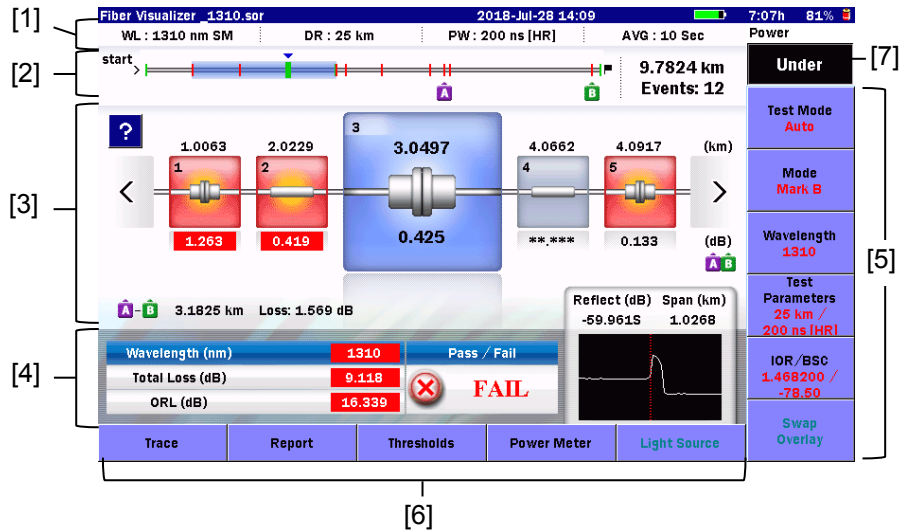 Fiber Visualizer _1310.sor 2018-Jul-28 14:09 7:07h 81%
[1] WL : 1310 nm SM DR : 25 km PW : 200 ns [HR] AVG : 10 Sec Power
[2] start 9.7824 km Under [7]
A B Events: 12
?
[3]
1.0063 2.0229 3 3.0497 4.0662 4.0917 (km)
1 2 4 5
< >
1.263 0.419 0.425 **.*** 0.133 (dB)
A B
A - B 3.1825 km Loss: 1.569 dB
Reflect (dB) Span (km)
-59.961S 1.0268
[4]
Wavelength (nm) 1310 Pass / Fail
Total Loss (dB) 9.118 FAIL
ORL (dB) 16.339
Test Mode
Auto
Mode
Mark B
Wavelength
1310
[5]
Test
Parameters
25 km /
200 ns [HR]
IOR/BSC
1.468200 /
-78.50
Swap
Overlay
Trace Report Thresholds Power Meter Light Source
[6]